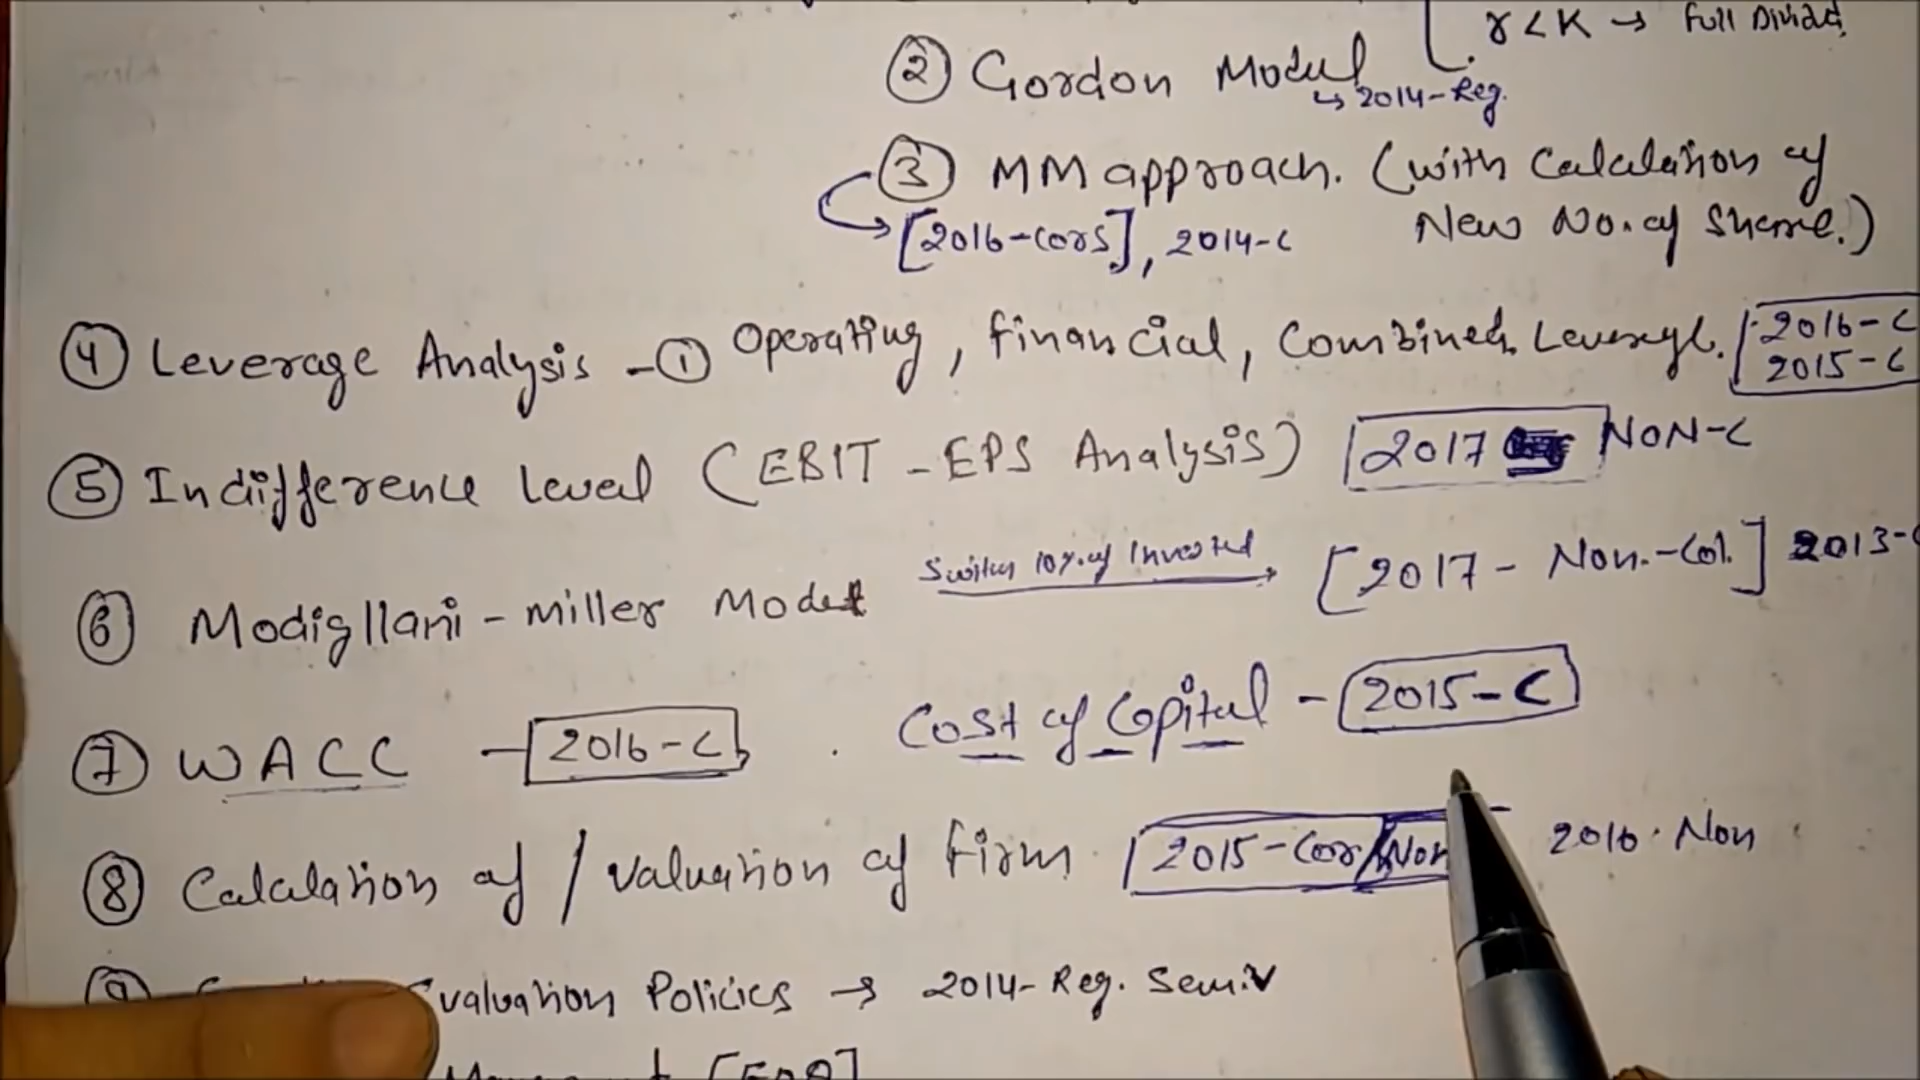 r<K → Full Divided
② Gordon Model
↳ 2014-Reg.
③ MM approach. (with Calculation of
New No. of Share.)
[2016-Cors], 2014-C
④ Leverage Analysis - ① Operating, Financial, Combined Leverage. 2016-C
2015-C
⑤ Indifference Level (EBIT - EPS Analysis) 2017 NON-C
⑥ Modigllani - miller Model Switch 10% of Invested → [2017 - Non.-Col.] 2013-
⑦ WACC - 2016-C. Cost of Capital - 2015-C
⑧ Calculation of / Valuation of firm 2015-Cor/Non 2016. Non
Evaluation Policies → 2014-Reg. Sem.V